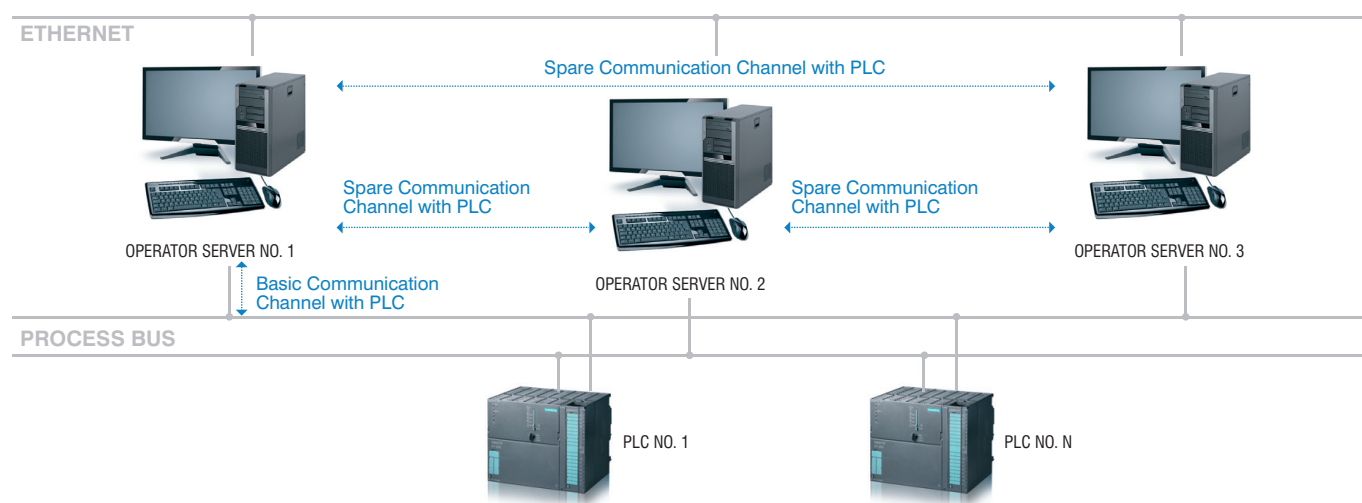 ETHERNET
Spare Communication Channel with PLC
Spare Communication
Channel with PLC
Spare Communication
Channel with PLC
OPERATOR SERVER NO. 1
OPERATOR SERVER NO. 2
OPERATOR SERVER NO. 3
Basic Communication
Channel with PLC
PROCESS BUS
PLC NO. 1
PLC NO. N